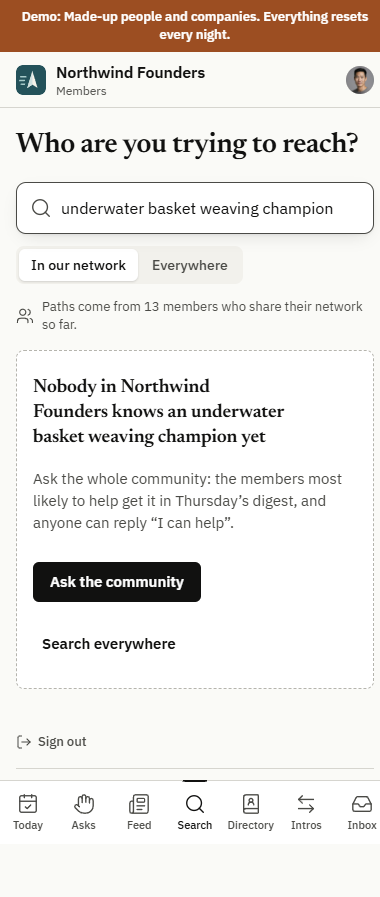 Demo: Made-up people and companies. Everything resets
every night.
Northwind Founders
Members
Who are you trying to reach?
underwater basket weaving champion
In our network
Everywhere
Paths come from 13 members who share their network
so far.
Nobody in Northwind
Founders knows an underwater
basket weaving champion yet
Ask the whole community: the members most
likely to help get it in Thursday’s digest, and
anyone can reply “I can help”.
Ask the community
Search everywhere
Sign out
Today
Asks
Feed
Search
Directory
Intros
Inbox